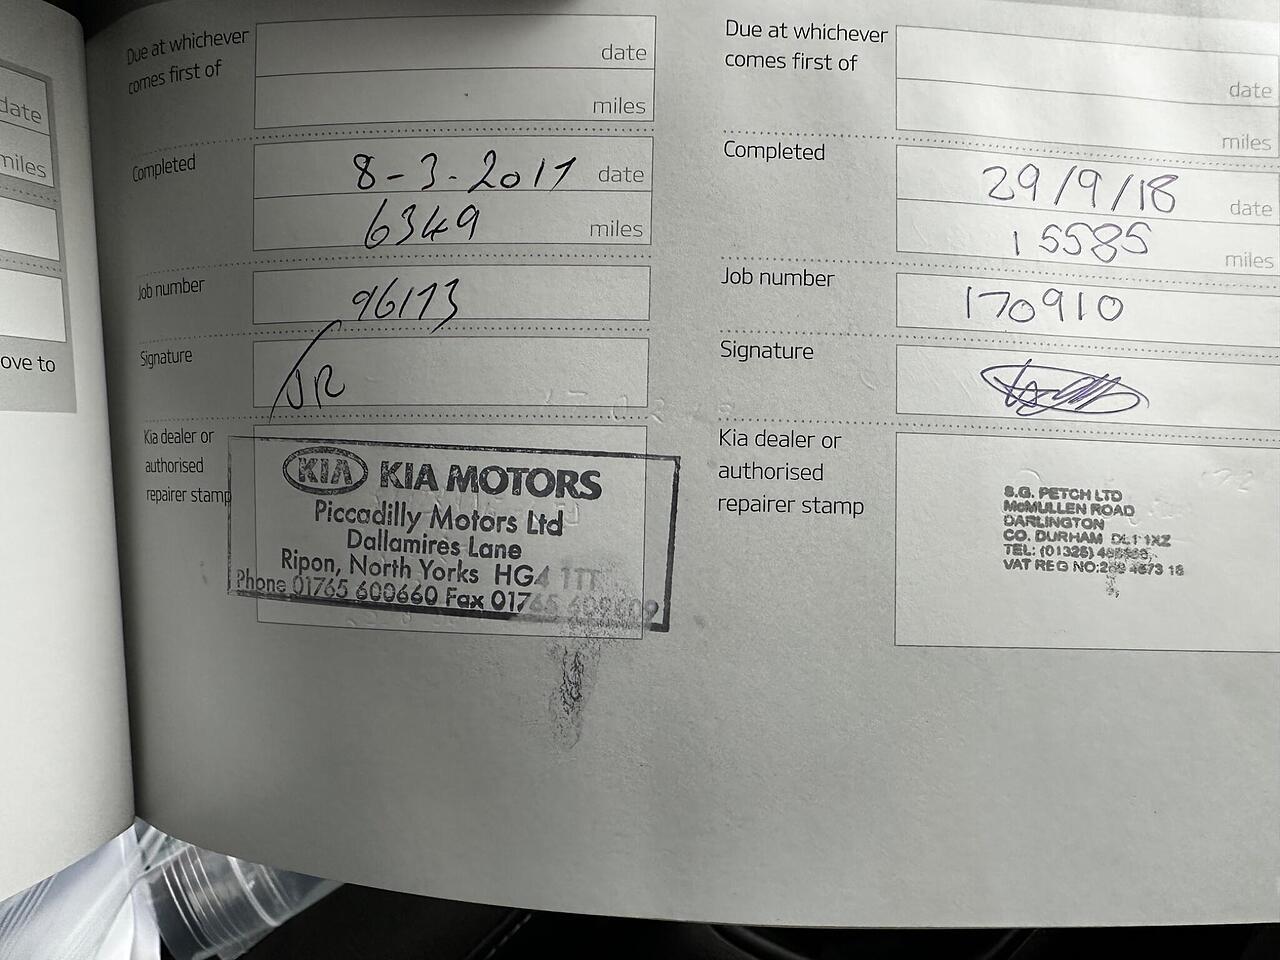 date
miles
ove to
Due at whichever
comes first of
date
miles
Completed
8-3-2017 date
6349 miles
Job number
96173
Signature
JR
Kia dealer or
authorised
repairer stamp
KIA KIA MOTORS
Piccadilly Motors Ltd
Dallamires Lane
Ripon, North Yorks HG4 1TT
Phone 01765 600660 Fax 01765
Due at whichever
comes first of
date
miles
Completed
29/9/18 date
15585 miles
Job number
170910
Signature
Kia dealer or
authorised
repairer stamp
S.G. PETCH LTD
McMULLEN ROAD
DARLINGTON
CO. DURHAM DL1 1XZ
TEL: (01325)
VAT REG NO: